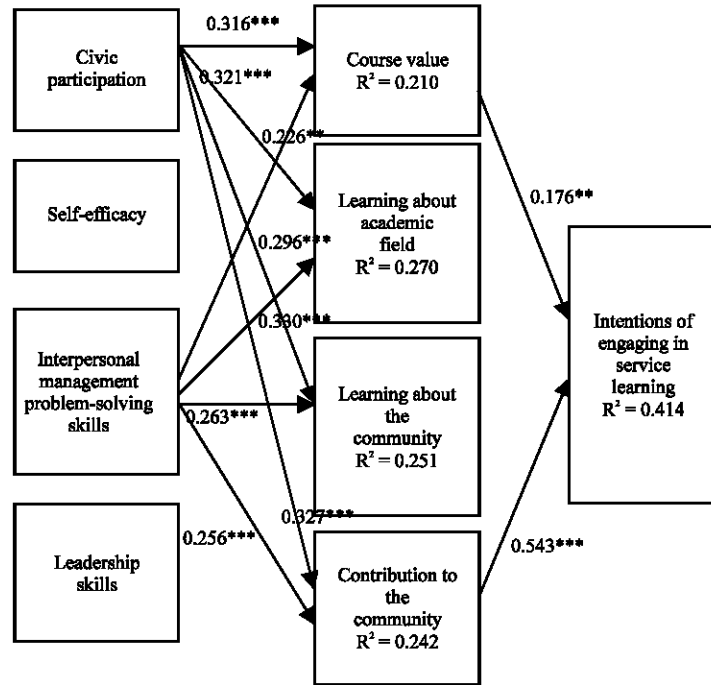 Civic
participation
Self-efficacy
Interpersonal
management
problem-solving
skills
Leadership
skills
0.316***
0.321***
0.226**
0.296***
0.330***
0.263***
0.327***
0.256***
Course value
R² = 0.210
Learning about
academic
field
R² = 0.270
Learning about
the
community
R² = 0.251
Contribution to
the
community
R² = 0.242
0.176**
0.543***
Intentions of
engaging in
service
learning
R² = 0.414